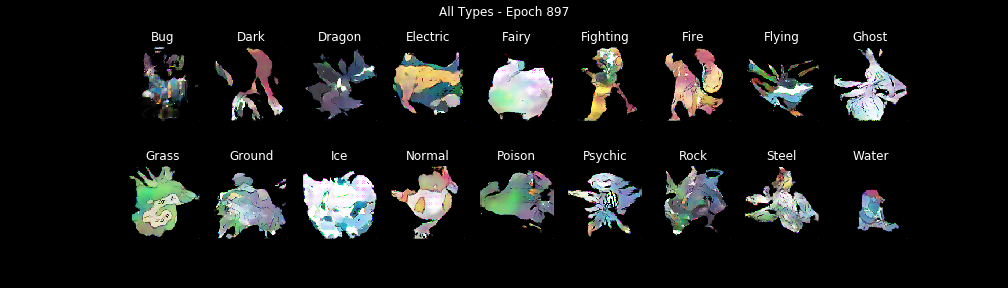 All Types - Epoch 897
Bug Dark Dragon Electric Fairy Fighting Fire Flying Ghost
Grass Ground Ice Normal Poison Psychic Rock Steel Water